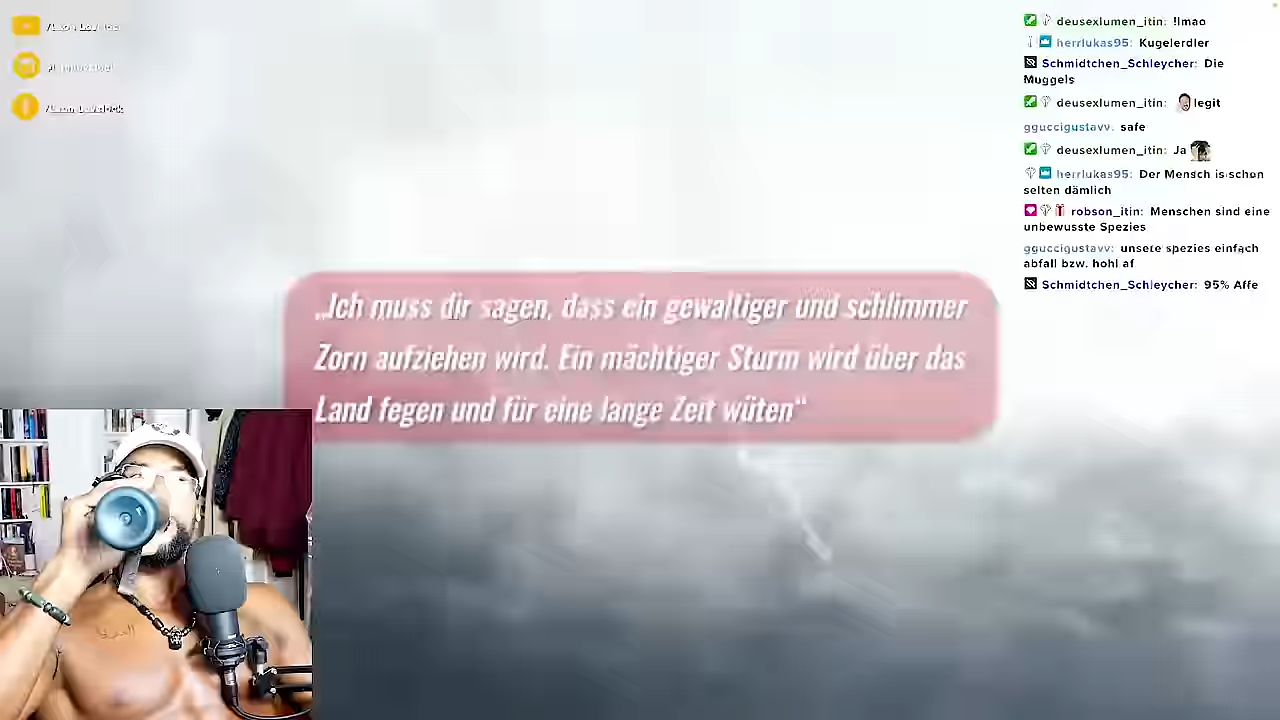 „Ich muss dir sagen, dass ein gewaltiger und schlimmer
Zorn aufziehen wird. Ein mächtiger Sturm wird über das
Land fegen und für eine lange Zeit wüten“
deusexlumen_itin: !lmao
herrlukas95: Kugelerdler
Schmidtchen_Schleycher: Die
Muggels
deusexlumen_itin: legit
gguccigustavv: safe
deusexlumen_itin: Ja
herrlukas95: Der Mensch is schon
selten dämlich
robson_itin: Menschen sind eine
unbewusste Spezies
gguccigustavv: unsere spezies einfach
abfall bzw. hohl af
Schmidtchen_Schleycher: 95% Affe